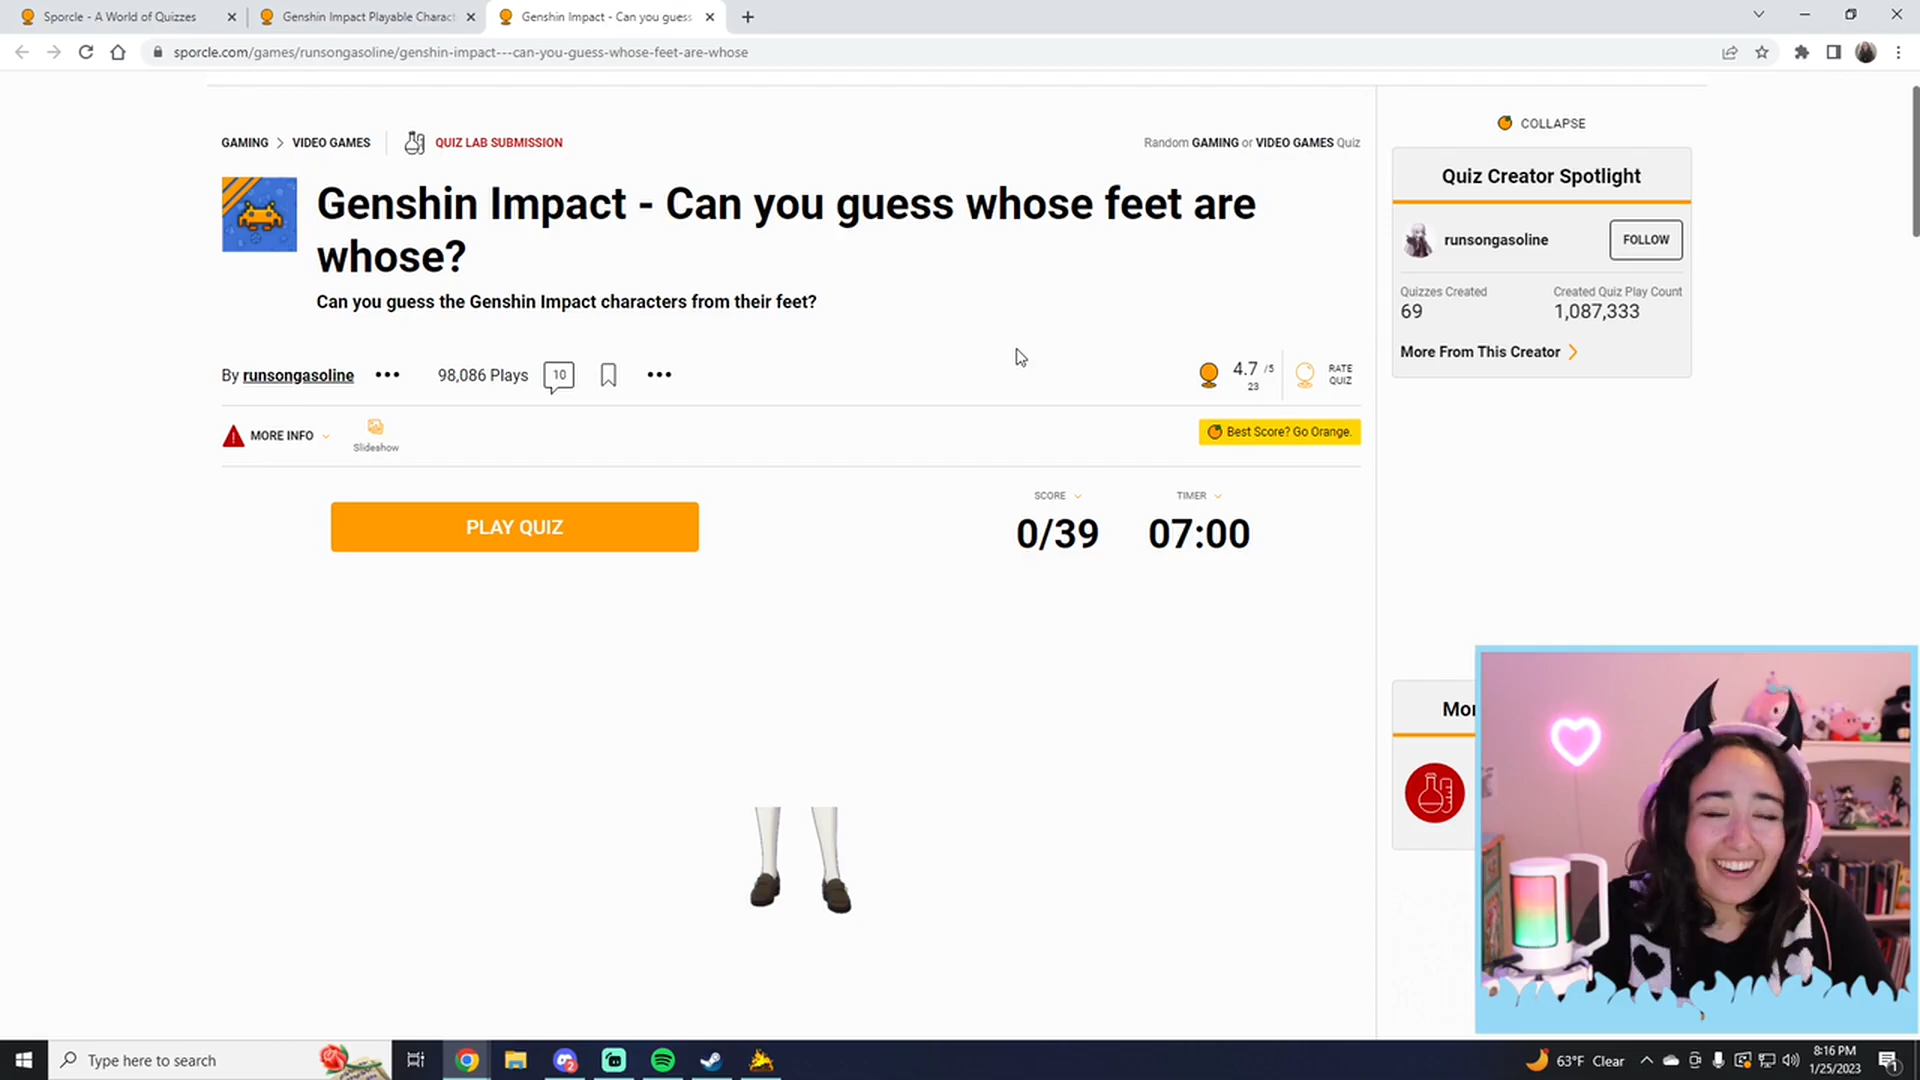 Sporcle - A World of Quizzes
Genshin Impact Playable Charact
Genshin Impact - Can you guess
sporcle.com/games/runsongasoline/genshin-impact---can-you-guess-whose-feet-are-whose
COLLAPSE
GAMING > VIDEO GAMES
QUIZ LAB SUBMISSION
Random GAMING or VIDEO GAMES Quiz
Quiz Creator Spotlight
Genshin Impact - Can you guess whose feet are
whose?
runsongasoline
FOLLOW
Can you guess the Genshin Impact characters from their feet?
Quizzes Created
Created Quiz Play Count
69
1,087,333
More From This Creator
By runsongasoline
98,086 Plays
10
4.7 /5
23
RATE
QUIZ
MORE INFO
Slideshow
Best Score? Go Orange.
SCORE
TIMER
PLAY QUIZ
0/39
07:00
Mor
Type here to search
2
63°F Clear
8:16 PM
1/25/2023
1